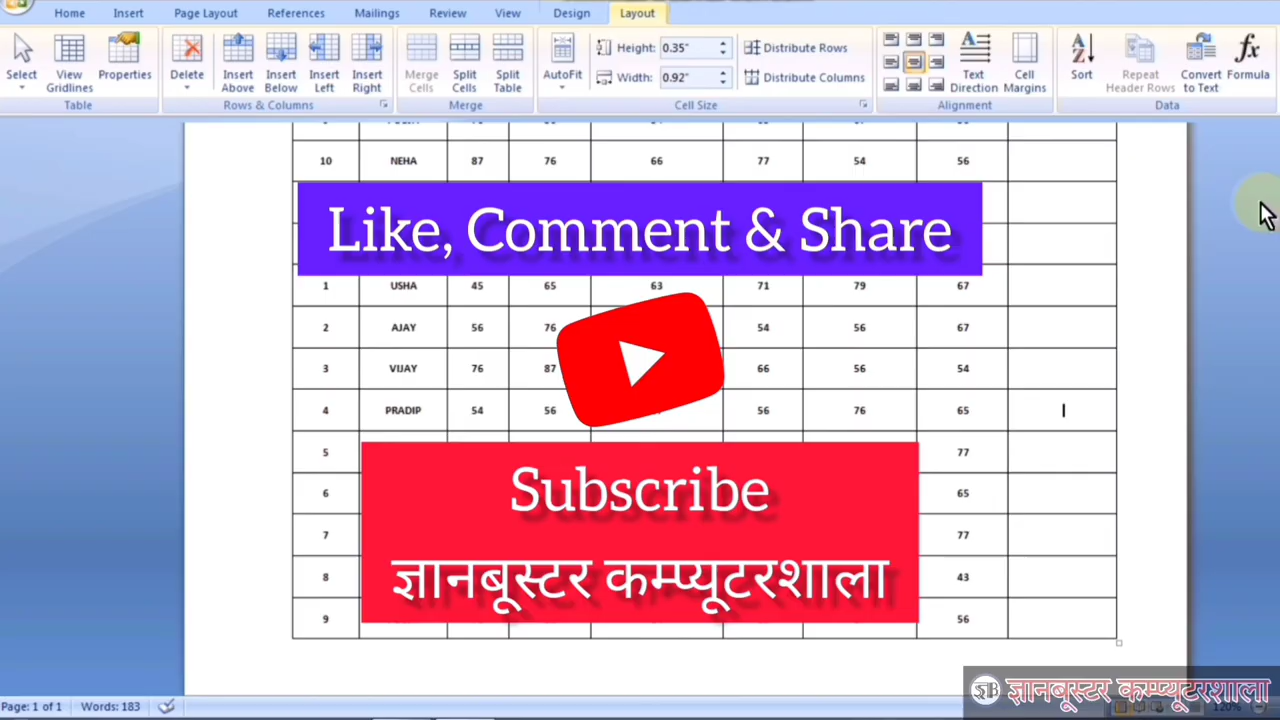 Home Insert Page Layout References Mailings Review View Design Layout
Select View Gridlines Properties Delete Insert Above Insert Below Insert Left Insert Right Merge Cells Split Cells Split Table AutoFit Height: 0.35" Distribute Rows Width: 0.92" Distribute Columns Text Direction Cell Margins Sort Repeat Header Rows Convert to Text Formula
Table Rows & Columns Merge Cell Size Alignment Data
10 NEHA 87 76 66 77 54 56
Like, Comment & Share
1 USHA 45 65 63 71 79 67
2 AJAY 56 76 54 56 67
3 VIJAY 76 87 66 56 54
4 PRADIP 54 56 56 76 65
5 77
Subscribe
6 65
7 77
ज्ञानबूस्टर कम्प्यूटरशाला
8 43
9 56
ज्ञानबूस्टर कम्प्यूटरशाला
Page: 1 of 1 Words: 183 120%